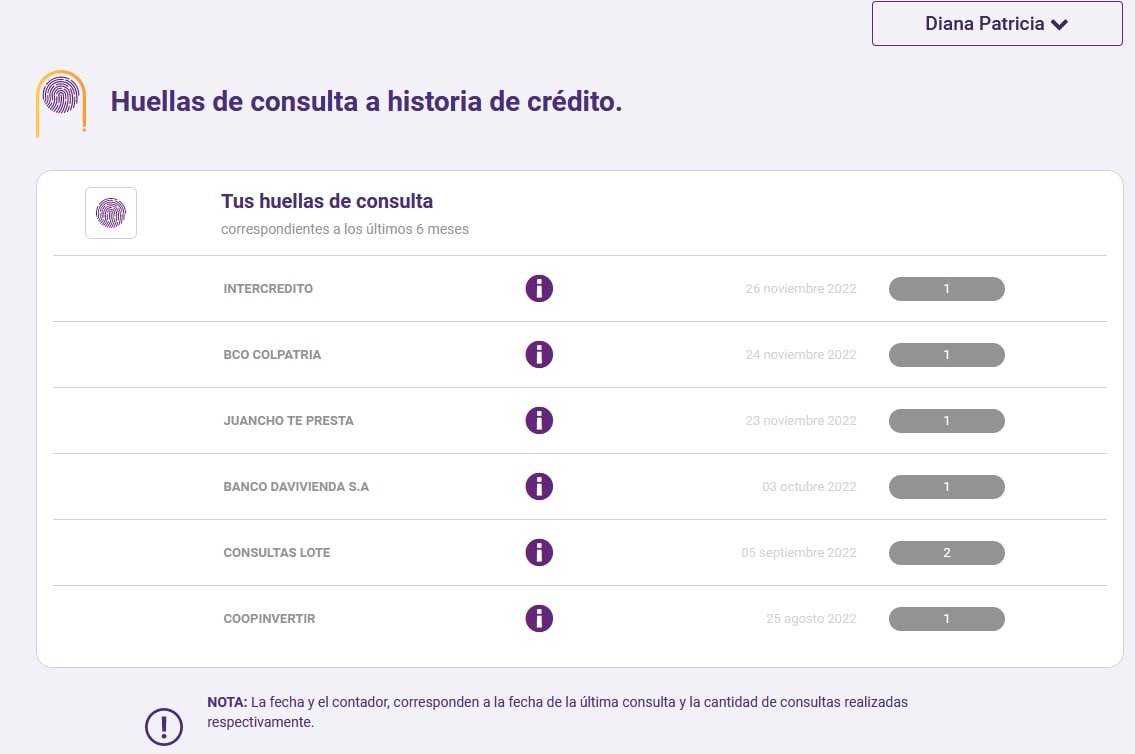 Diana Patricia
Huellas de consulta a historia de crédito.
Tus huellas de consulta
correspondientes a los últimos 6 meses
INTERCREDITO 26 noviembre 2022 1
BCO COLPATRIA 24 noviembre 2022 1
JUANCHO TE PRESTA 23 noviembre 2022 1
BANCO DAVIVIENDA S.A 03 octubre 2022 1
CONSULTAS LOTE 05 septiembre 2022 2
COOPINVERTIR 25 agosto 2022 1
NOTA: La fecha y el contador, corresponden a la fecha de la última consulta y la cantidad de consultas realizadas
respectivamente.